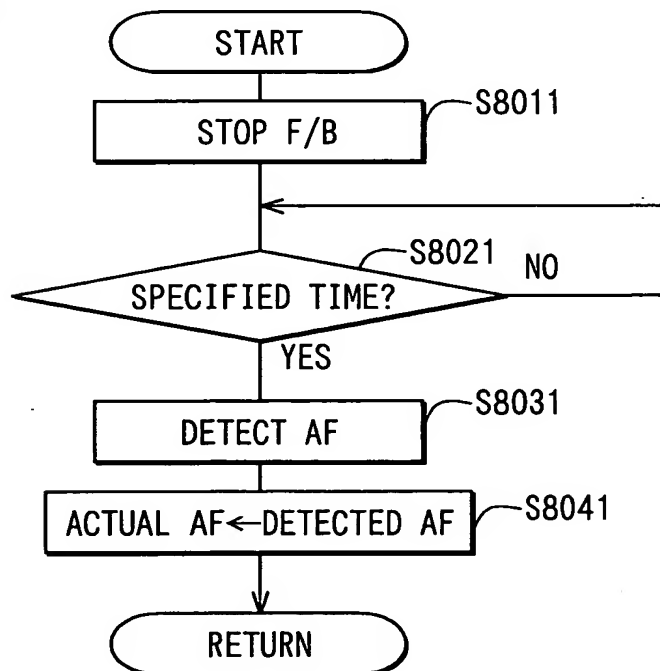 START
S8011
STOP F/B
S8021
NO
SPECIFIED TIME?
YES
S8031
DETECT AF
S8041
ACTUAL AF←DETECTED AF
RETURN